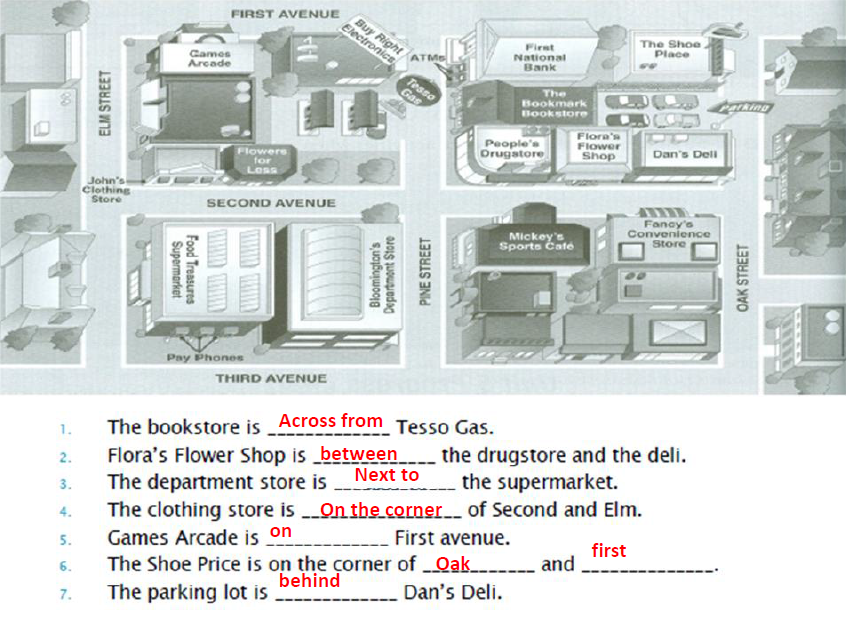 FIRST AVENUE
Buy Right
Electronics
Games
Arcade
ATMs
First
National
Bank
The Shoe
Place
Tesso
Gas
The
Bookmark
Bookstore
Parking
ELM STREET
People's
Drugstore
Flora's
Flower
Shop
Dan's Deli
Flowers
for
Less
John's
Clothing
Store
SECOND AVENUE
Food Treasures
Supermarket
Bloomington's
Department Store
PINE STREET
Mickey's
Sports Café
Fancy's
Convenience
Store
OAK STREET
Pay Phones
THIRD AVENUE
1. The bookstore is Across from Tesso Gas.
2. Flora's Flower Shop is between the drugstore and the deli.
3. The department store is Next to the supermarket.
4. The clothing store is On the corner of Second and Elm.
5. Games Arcade is on First avenue.
6. The Shoe Price is on the corner of Oak and first.
7. The parking lot is behind Dan's Deli.